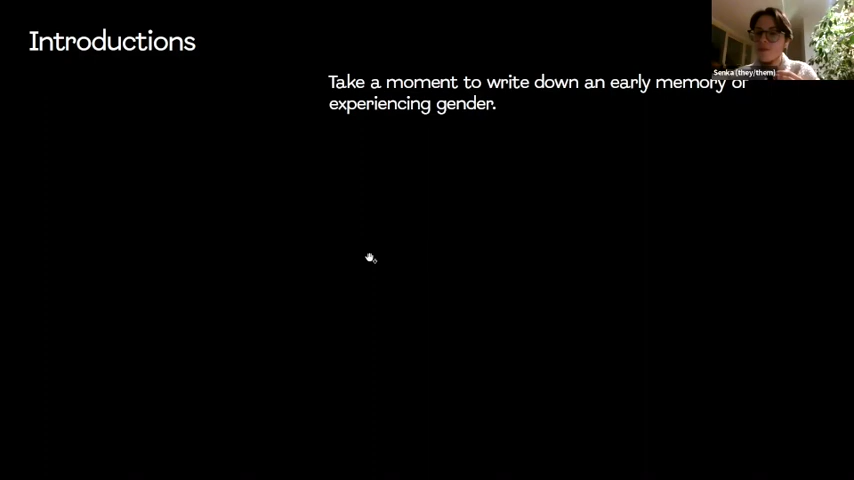 Introductions
Senka (they/them)
Take a moment to write down an early memory of
experiencing gender.